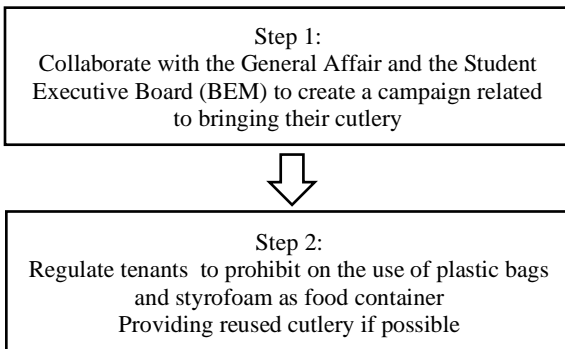 Step 1:
Collaborate with the General Affair and the Student
Executive Board (BEM) to create a campaign related
to bringing their cutlery
Step 2:
Regulate tenants to prohibit on the use of plastic bags
and styrofoam as food container
Providing reused cutlery if possible